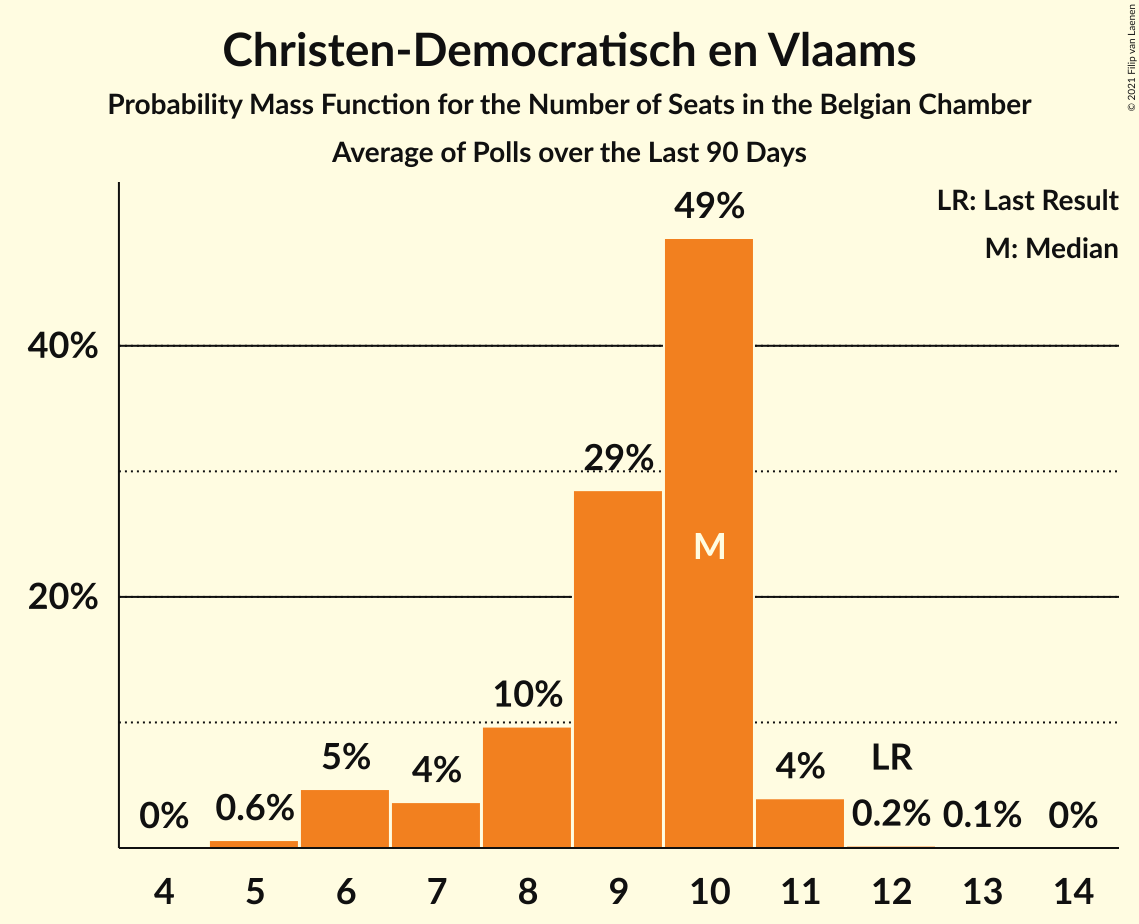 Christen-Democratisch en Vlaams
Probability Mass Function for the Number of Seats in the Belgian Chamber
Average of Polls over the Last 90 Days
© 2021 Filip van Laenen
LR: Last Result
M: Median
49%
40%
29%
M
20%
10%
5%
4%
4%
LR
0%
0.6%
0.2%
0.1%
0%
4 5 6 7 8 9 10 11 12 13 14